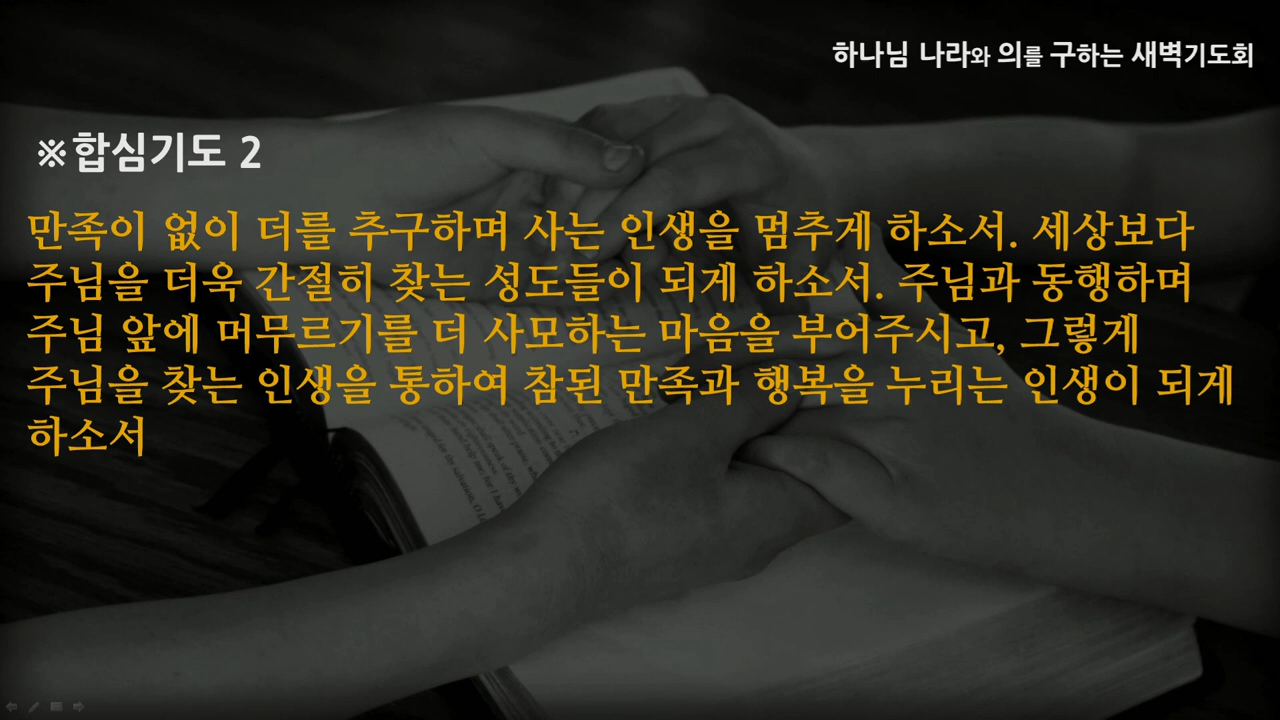 하나님 나라와 의를 구하는 새벽기도회
※합심기도 2
만족이 없이 더를 추구하며 사는 인생을 멈추게 하소서. 세상보다
주님을 더욱 간절히 찾는 성도들이 되게 하소서. 주님과 동행하며
주님 앞에 머무르기를 더 사모하는 마음을 부어주시고, 그렇게
주님을 찾는 인생을 통하여 참된 만족과 행복을 누리는 인생이 되게
하소서